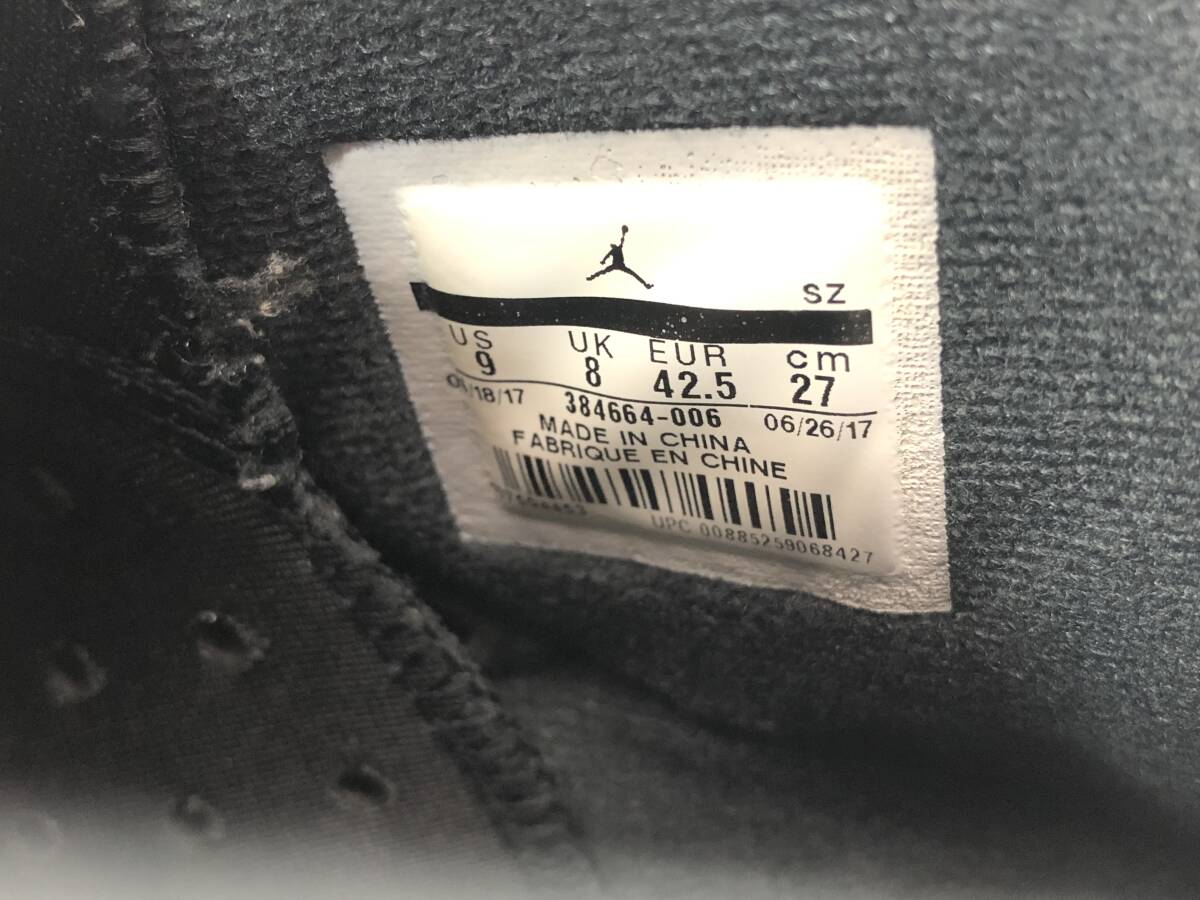 SZ
US UK EUR cm
9 8 42.5 27
384664-006 06/26/17
MADE IN CHINA
FABRIQUE EN CHINE
UPC 00885259068427